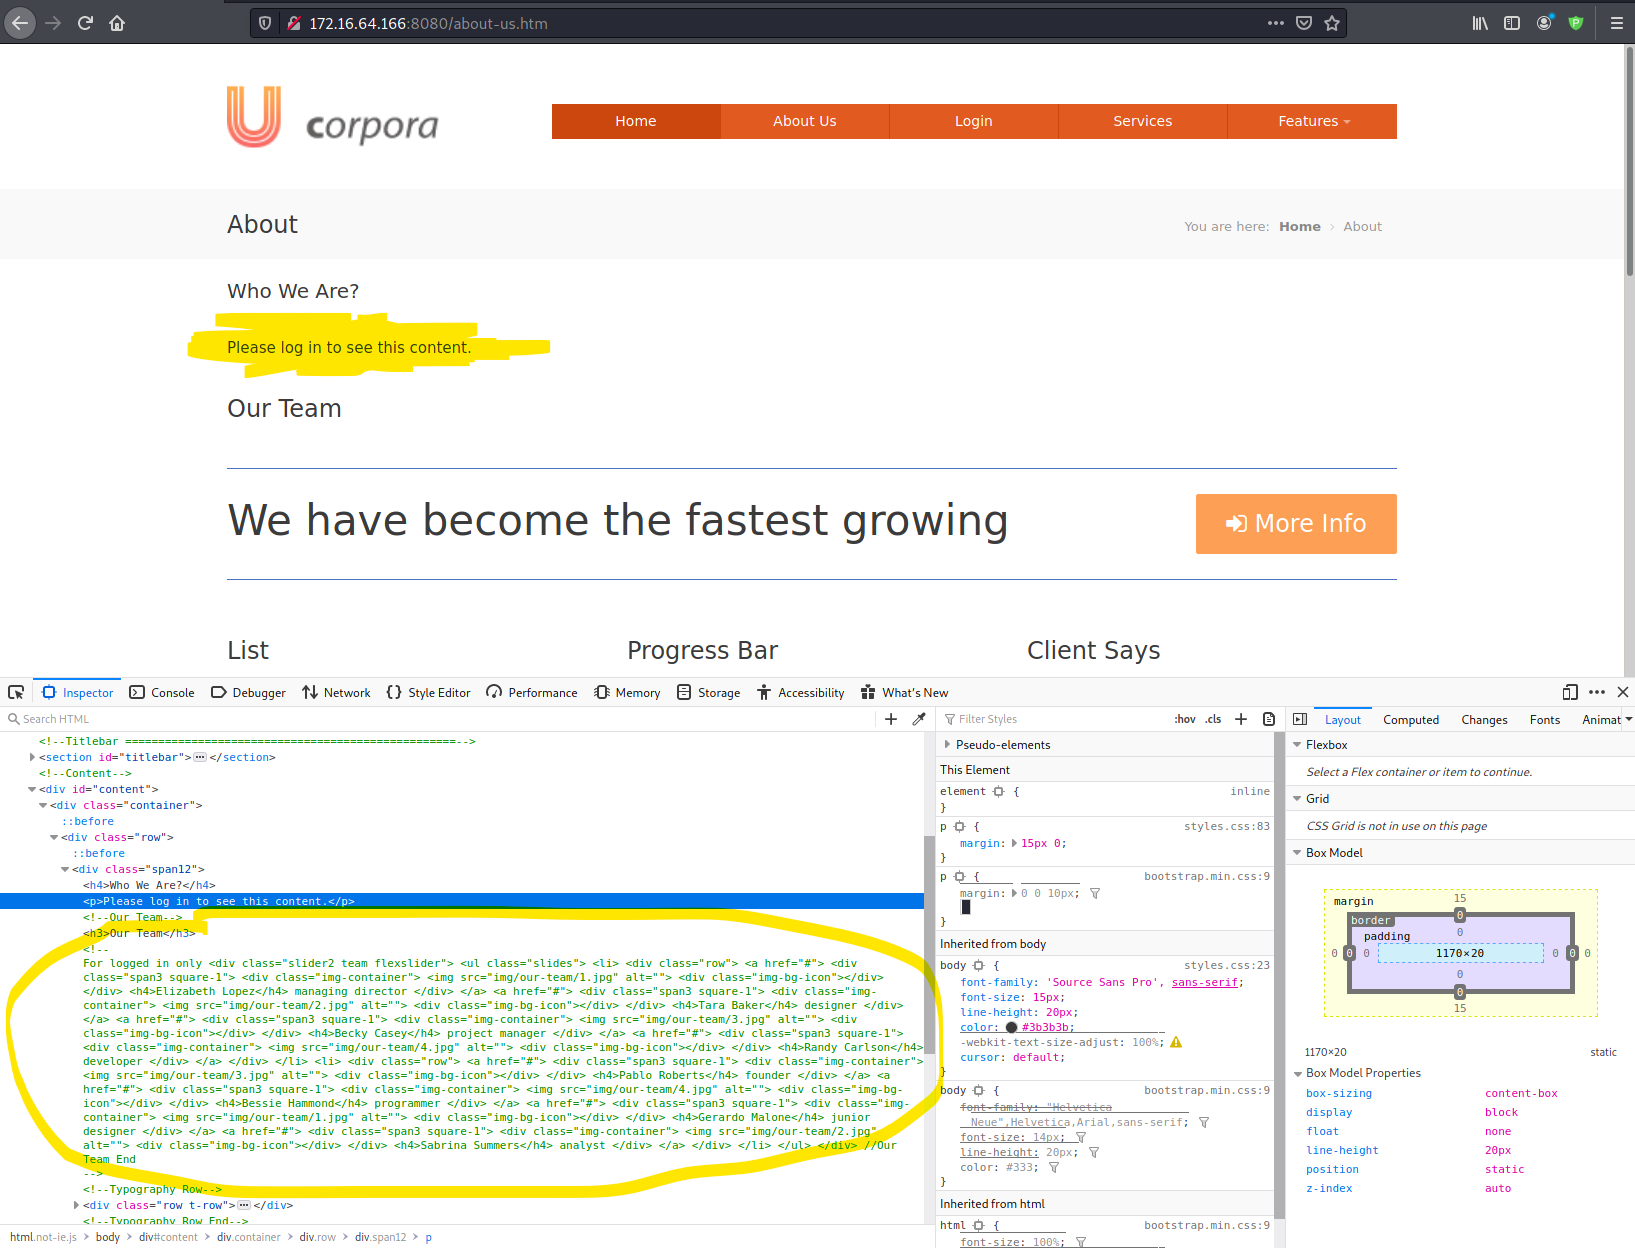 172.16.64.166:8080/about-us.htm
U corpora
Home About Us Login Services Features
About
You are here: Home › About
Who We Are?
Please log in to see this content.
Our Team
We have become the fastest growing
More Info
List Progress Bar Client Says
Inspector Console Debugger Network Style Editor Performance Memory Storage Accessibility What's New
Search HTML
<!--Titlebar ==================================================-->
<section id="titlebar"> ••• </section>
<!--Content-->
<div id="content">
<div class="container">
::before
<div class="row">
::before
<div class="span12">
<h4>Who We Are?</h4>
<p>Please log in to see this content.</p>
<!--Our Team-->
<h3>Our Team</h3>
<!--
For logged in only <div class="slider2 team flexslider"> <ul class="slides"> <li> <div class="row"> <a href="#"> <div
class="span3 square-1"> <div class="img-container"> <img src="img/our-team/1.jpg" alt=""> <div class="img-bg-icon"></div>
</div> <h4>Elizabeth Lopez</h4> managing director </div> </a> <a href="#"> <div class="span3 square-1"> <div class="img-
container"> <img src="img/our-team/2.jpg" alt=""> <div class="img-bg-icon"></div> </div> <h4>Tara Baker</h4> designer </div>
</a> <a href="#"> <div class="span3 square-1"> <div class="img-container"> <img src="img/our-team/3.jpg" alt=""> <div
class="img-bg-icon"></div> </div> <h4>Becky Casey</h4> project manager </div> </a> <a href="#"> <div class="span3 square-1">
<div class="img-container"> <img src="img/our-team/4.jpg" alt=""> <div class="img-bg-icon"></div> </div> <h4>Randy Carlson</h4>
developer </div> </a> </div> </li> <li> <div class="row"> <a href="#"> <div class="span3 square-1"> <div class="img-container">
<img src="img/our-team/3.jpg" alt=""> <div class="img-bg-icon"></div> </div> <h4>Pablo Roberts</h4> founder </div> </a> <a
href="#"> <div class="span3 square-1"> <div class="img-container"> <img src="img/our-team/4.jpg" alt=""> <div class="img-bg-
icon"></div> </div> <h4>Bessie Hammond</h4> programmer </div> </a> <a href="#"> <div class="span3 square-1"> <div class="img-
container"> <img src="img/our-team/1.jpg" alt=""> <div class="img-bg-icon"></div> </div> <h4>Gerardo Malone</h4> junior
designer </div> </a> <a href="#"> <div class="span3 square-1"> <div class="img-container"> <img src="img/our-team/2.jpg"
alt=""> <div class="img-bg-icon"></div> </div> <h4>Sabrina Summers</h4> analyst </div> </a> </div> </li> </ul> </div> //Our
Team End
-->
<!--Typography Row-->
<div class="row t-row"> ••• </div>
<!--Typography Row End-->
html.not-ie.js › body › div#content › div.container › div.row › div.span12 › p
Filter Styles :hov .cls +
Pseudo-elements
This Element
element { inline
}
p { styles.css:83
margin: 15px 0;
}
p { bootstrap.min.css:9
margin: 0 0 10px;
}
Inherited from body
body { styles.css:23
font-family: 'Source Sans Pro', sans-serif;
font-size: 15px;
line-height: 20px;
color: #3b3b3b;
-webkit-text-size-adjust: 100%;
cursor: default;
}
body { bootstrap.min.css:9
font-family: "Helvetica
Neue",Helvetica,Arial,sans-serif;
font-size: 14px;
line-height: 20px;
color: #333;
}
Inherited from html
html { bootstrap.min.css:9
font-size: 100%;
Layout Computed Changes Fonts Animat
Flexbox
Select a Flex container or item to continue.
Grid
CSS Grid is not in use on this page
Box Model
margin 15
border 0
padding 0
0 0 0 1170×20 0 0 0
0
0
15
1170×20 static
Box Model Properties
box-sizing content-box
display block
float none
line-height 20px
position static
z-index auto